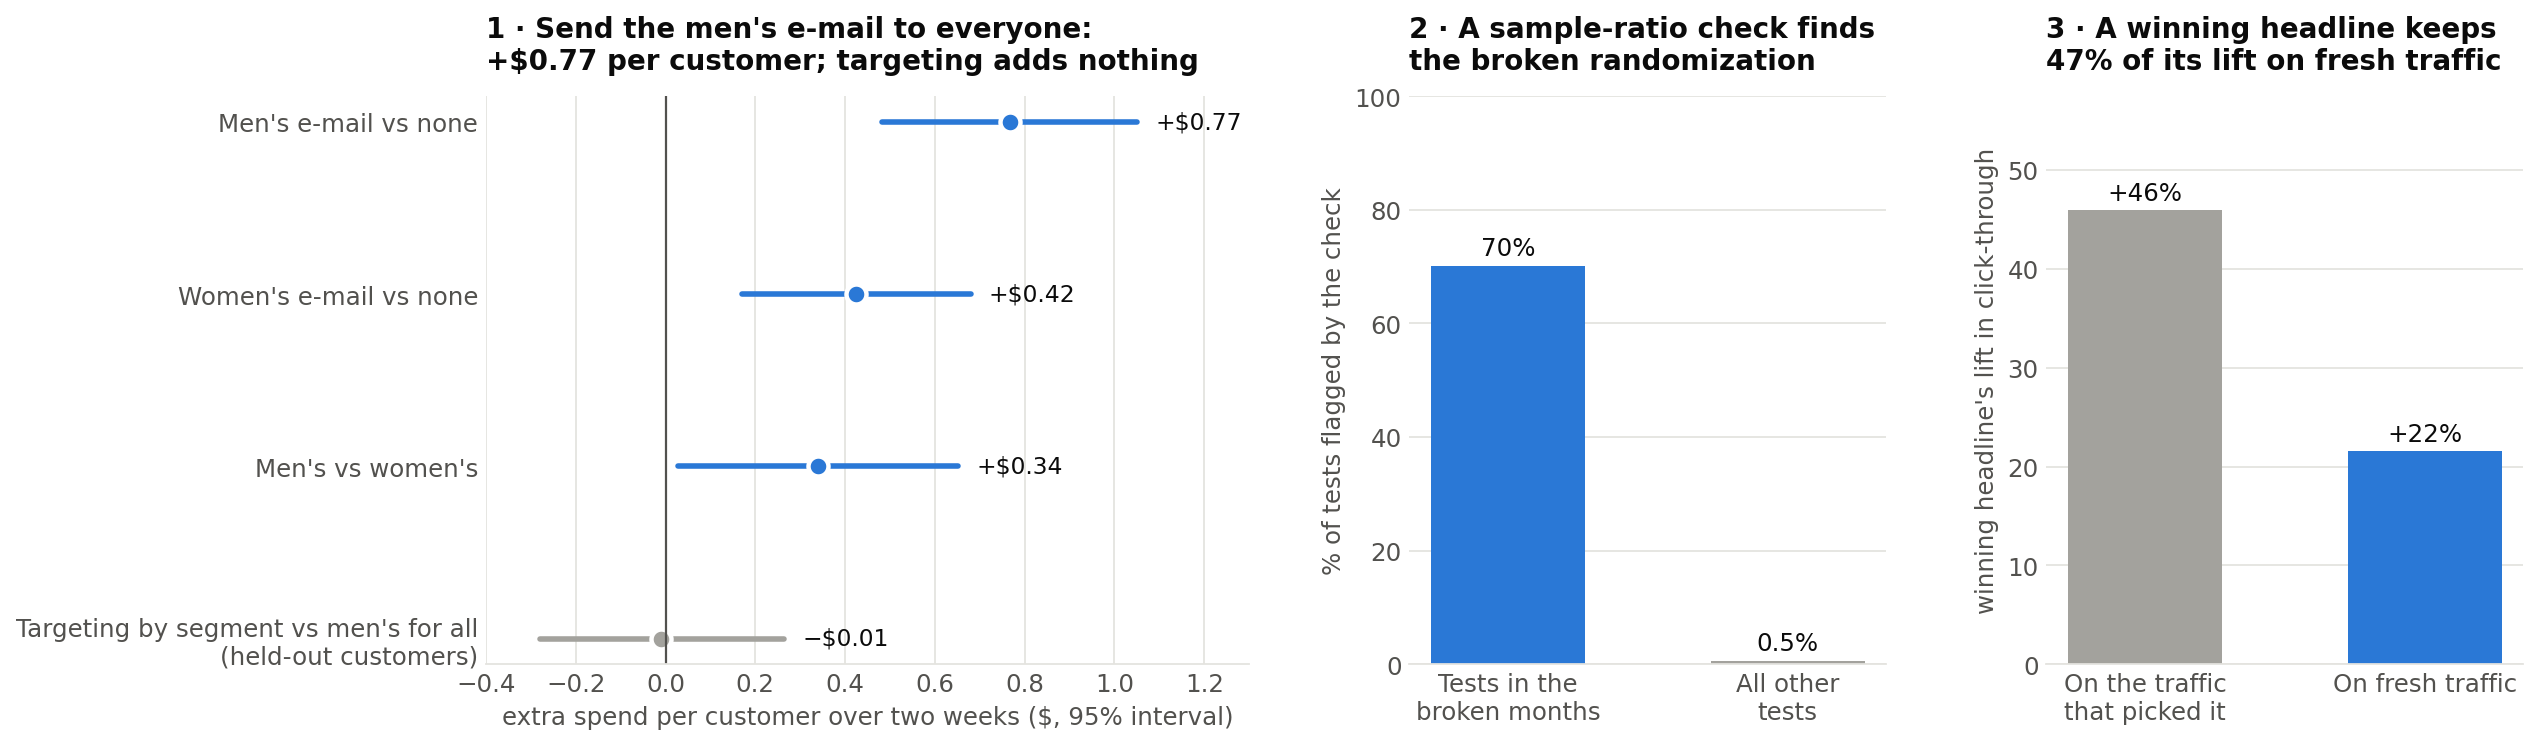 1 · Send the men's e-mail to everyone:
+$0.77 per customer; targeting adds nothing
Men's e-mail vs none
+$0.77
Women's e-mail vs none
+$0.42
Men's vs women's
+$0.34
Targeting by segment vs men's for all
(held-out customers)
−$0.01
−0.4 −0.2 0.0 0.2 0.4 0.6 0.8 1.0 1.2
extra spend per customer over two weeks ($, 95% interval)
2 · A sample-ratio check finds
the broken randomization
% of tests flagged by the check
100
80
60
40
20
0
70%
0.5%
Tests in the
broken months
All other
tests
3 · A winning headline keeps
47% of its lift on fresh traffic
winning headline's lift in click-through
50
40
30
20
10
0
+46%
+22%
On the traffic
that picked it
On fresh traffic